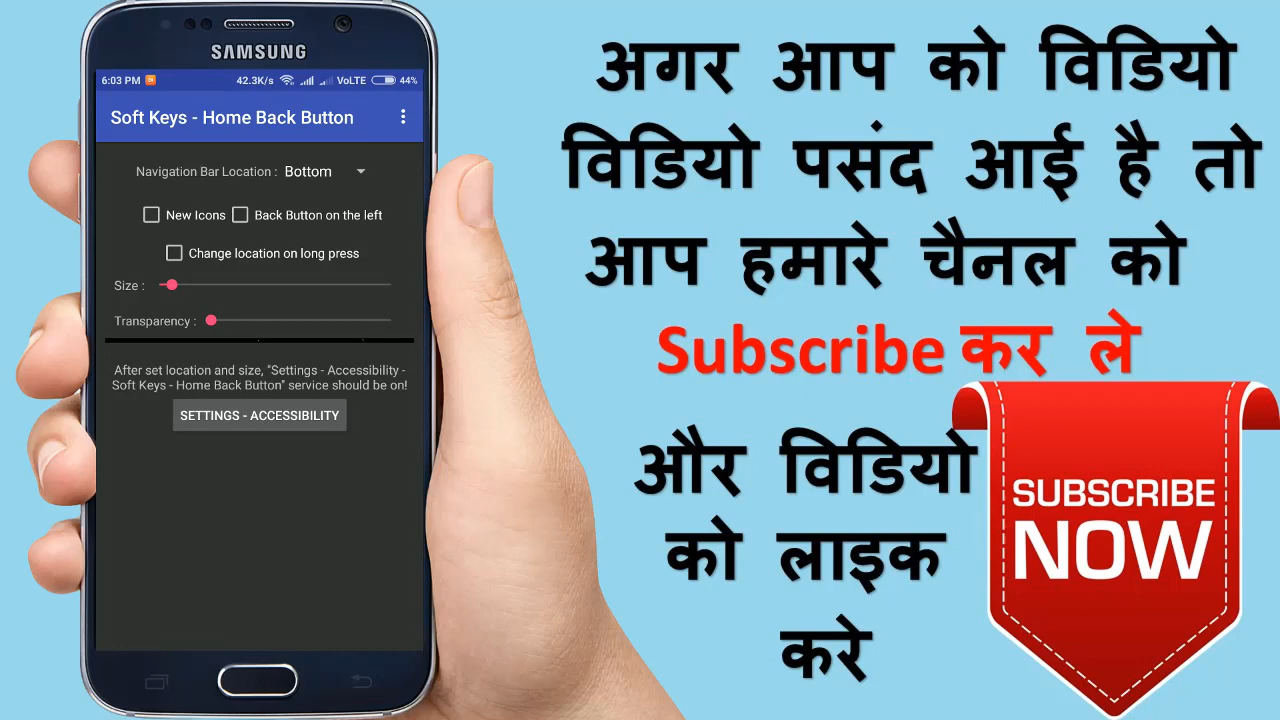 SAMSUNG
6:03 PM 42.3K/s VoLTE 44%
Soft Keys - Home Back Button
Navigation Bar Location : Bottom
New Icons Back Button on the left
Change location on long press
Size :
Transparency :
After set location and size, "Settings - Accessibility -
Soft Keys - Home Back Button" service should be on!
SETTINGS - ACCESSIBILITY
अगर आप को विडियो
विडियो पसंद आई है तो
आप हमारे चैनल को
Subscribe कर ले
और विडियो
को लाइक
करे
SUBSCRIBE
NOW